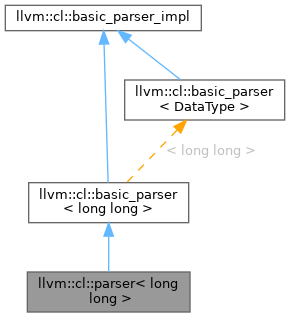 llvm::cl::basic_parser_impl
llvm::cl::basic_parser
< DataType >
< long long >
llvm::cl::basic_parser
< long long >
llvm::cl::parser< long
long >